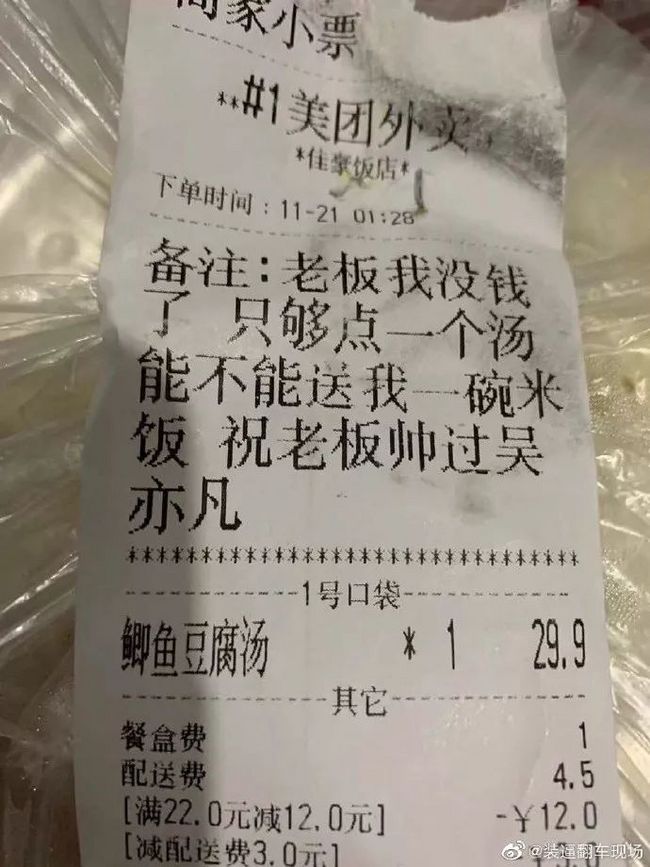 商家小票
**#1美团外卖*
*佳豪饭店*
下单时间：11-21 01:28
备注：老板我没钱
了 只够点一个汤
能不能送我一碗米
饭 祝老板帅过吴
亦凡
*******************************
----------------1号口袋----------------
鲫鱼豆腐汤 * 1 29.9
------------------其它------------------
餐盒费 1
配送费 4.5
[满22.0元减12.0元] -￥12.0
[减配送费3.0元]
@装逼翻车现场